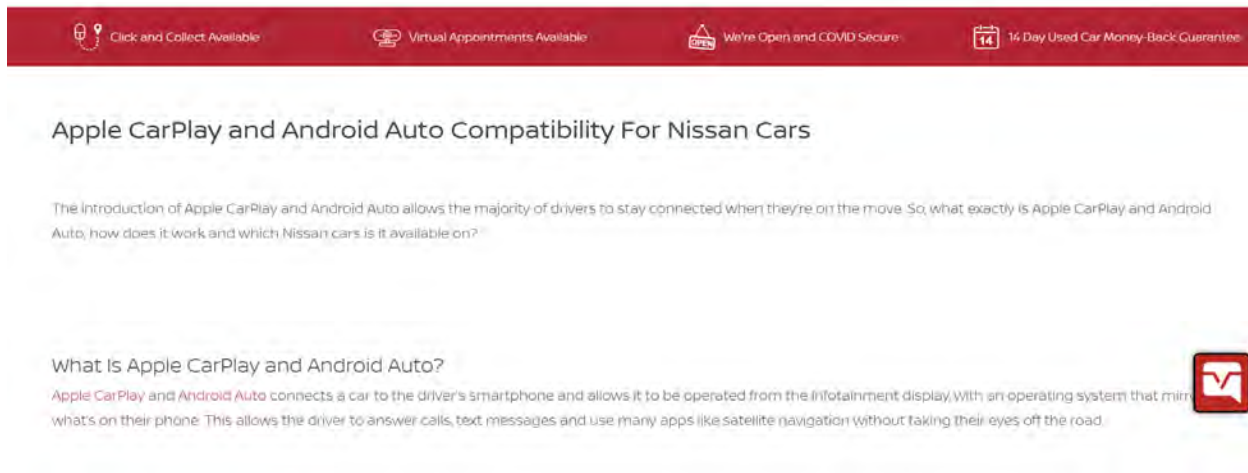 Click and Collect Available
Virtual Appointments Available
OPEN
We're Open and COVID Secure
14
14 Day Used Car Money-Back Guarantee
Apple CarPlay and Android Auto Compatibility For Nissan Cars
The introduction of Apple CarPlay and Android Auto allows the majority of drivers to stay connected when they're on the move. So, what exactly is Apple CarPlay and Android
Auto, how does it work and which Nissan cars is it available on?
What Is Apple CarPlay and Android Auto?
Apple CarPlay and Android Auto connects a car to the driver's smartphone and allows it to be operated from the infotainment display, with an operating system that
what's on their phone. This allows the driver to answer calls, text messages and use many apps like satellite navigation without taking their eyes off the road.